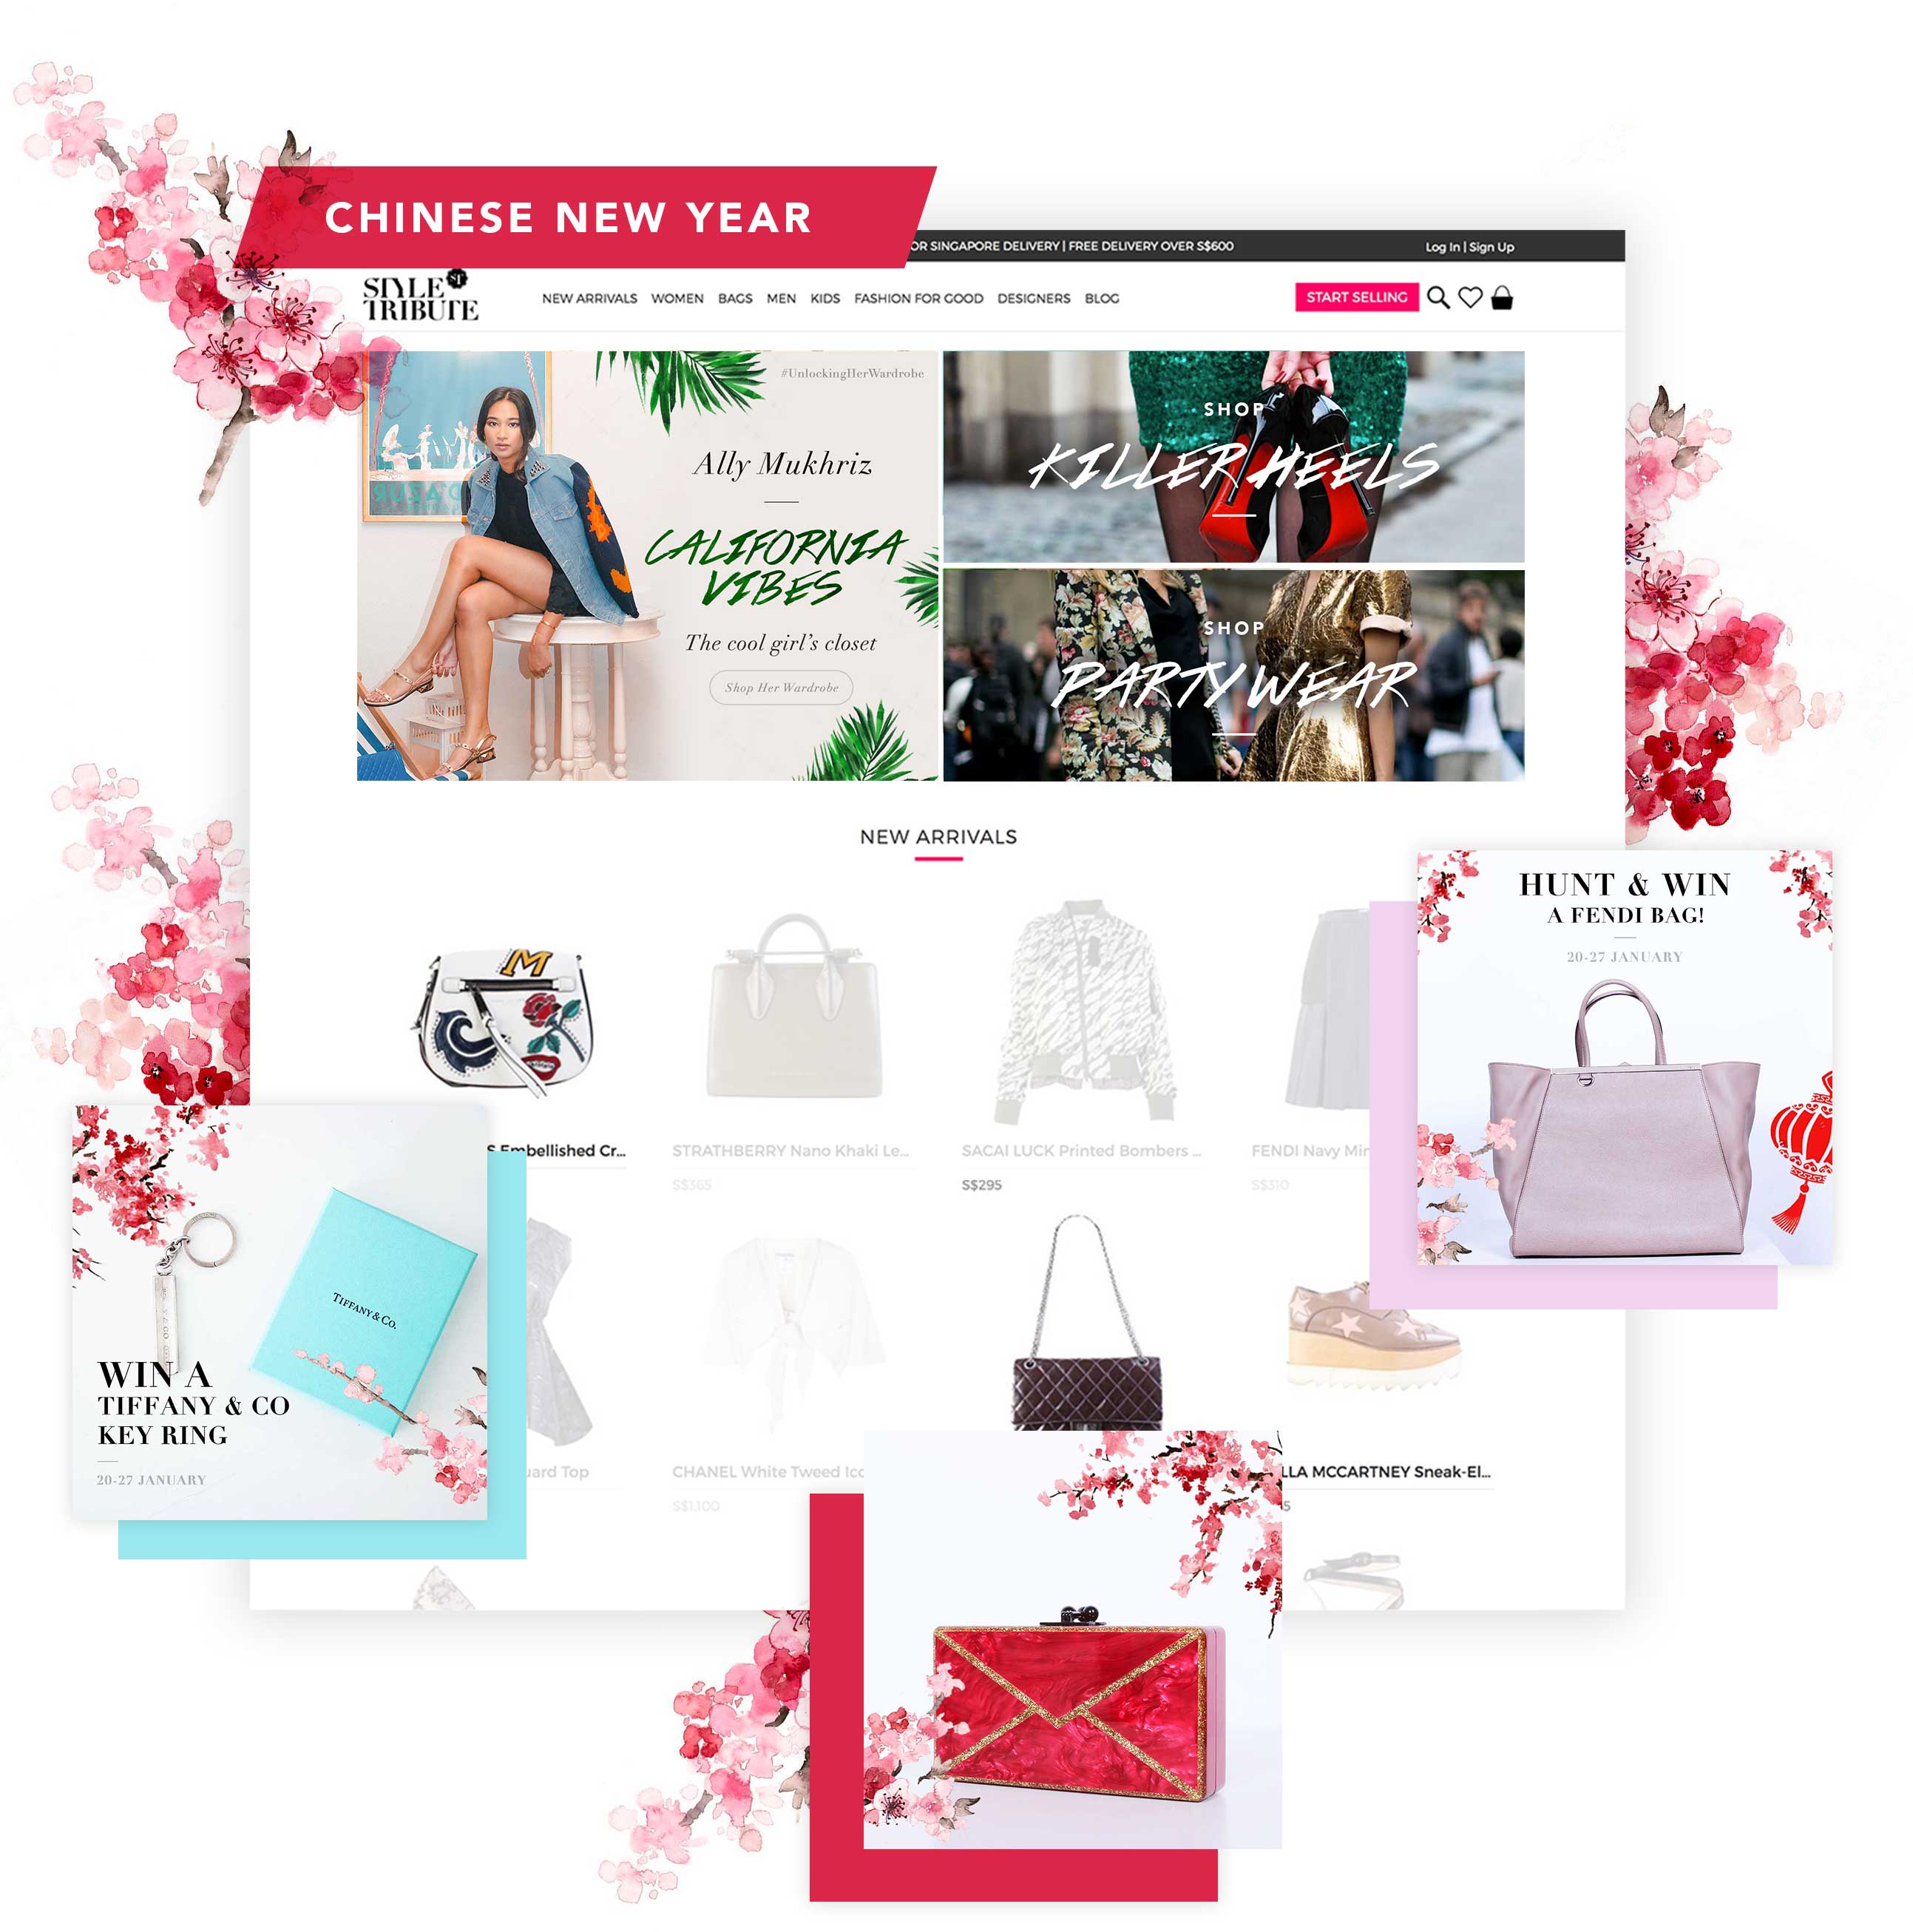 CHINESE NEW YEAR
OR SINGAPORE DELIVERY | FREE DELIVERY OVER S$600
Log In | Sign Up
STYLE TRIBUTE
ST
NEW ARRIVALS WOMEN BAGS MEN KIDS FASHION FOR GOOD DESIGNERS BLOG
START SELLING
#UnlockingHerWardrobe
Ally Mukhriz
CALIFORNIA
VIBES
The cool girl's closet
Shop Her Wardrobe
SHOP
KILLER HEELS
SHOP
PARTY WEAR
NEW ARRIVALS
M
S Embellished Cr...
STRATHBERRY Nano Khaki Le...
S$365
SACAI LUCK Printed Bombers ...
S$295
FENDI Navy Mir
S$310
HUNT & WIN
A FENDI BAG!
20-27 JANUARY
TIFFANY & CO.
WIN A
TIFFANY & CO
KEY RING
20-27 JANUARY
uard Top
CHANEL White Tweed Icc
S$1,100
LLA MCCARTNEY Sneak-El...
5